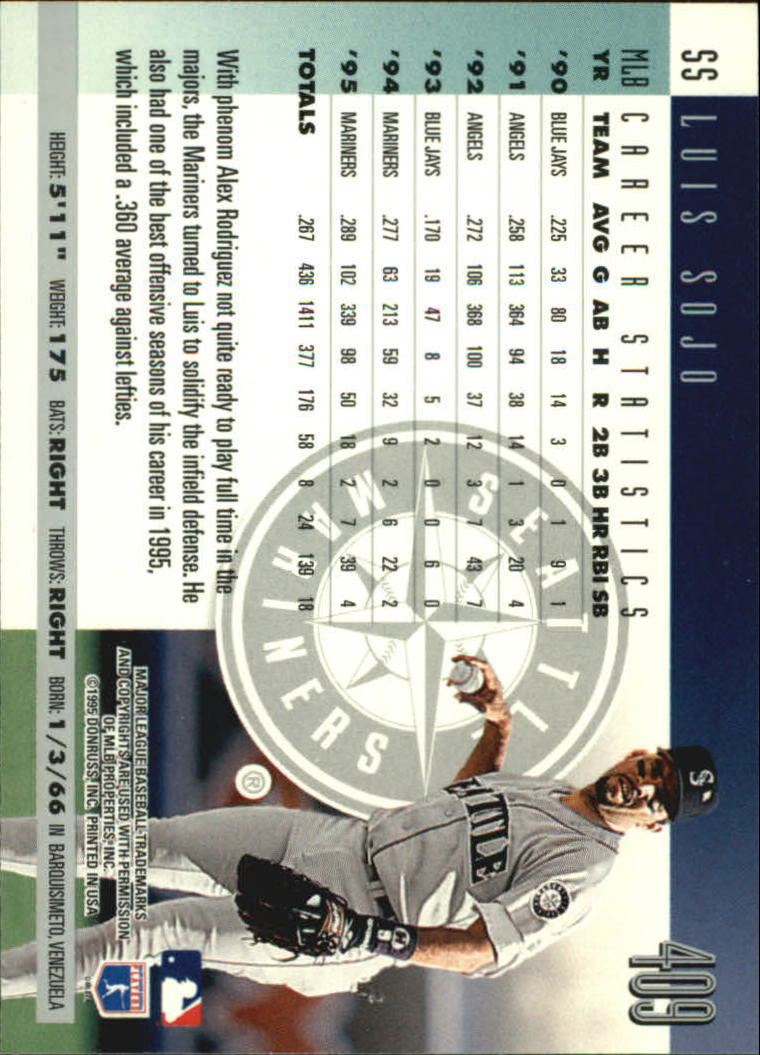 SS LUIS SOJO
409
MLB CAREER STATISTICS
YR TEAM AVG G AB H R 2B 3B HR RBI SB
'90 BLUE JAYS .225 33 80 18 14 3 0 1 9 1
'91 ANGELS .258 113 364 94 38 14 1 3 20 4
'92 ANGELS .272 106 368 100 37 12 3 7 43 7
'93 BLUE JAYS .170 19 47 8 5 2 0 0 6 0
'94 MARINERS .277 63 213 59 32 9 2 6 22 2
'95 MARINERS .289 102 339 98 50 18 2 7 39 4
TOTALS .267 436 1411 377 176 58 8 24 139 18
SEATTLE
MARINERS
®
With phenom Alex Rodriguez not quite ready to play full time in the
majors, the Mariners turned to Luis to solidify the infield defense. He
also had one of the best offensive seasons of his career in 1995,
which included a .360 average against lefties.
MAJOR LEAGUE BASEBALL TRADEMARKS
AND COPYRIGHTS ARE USED WITH PERMISSION
OF MLB PROPERTIES, INC.
©1995 DONRUSS, INC. PRINTED IN USA
HEIGHT: 5'11" WEIGHT: 175 BATS: RIGHT THROWS: RIGHT BORN: 1/3/66 IN BARQUISIMETO, VENEZUELA